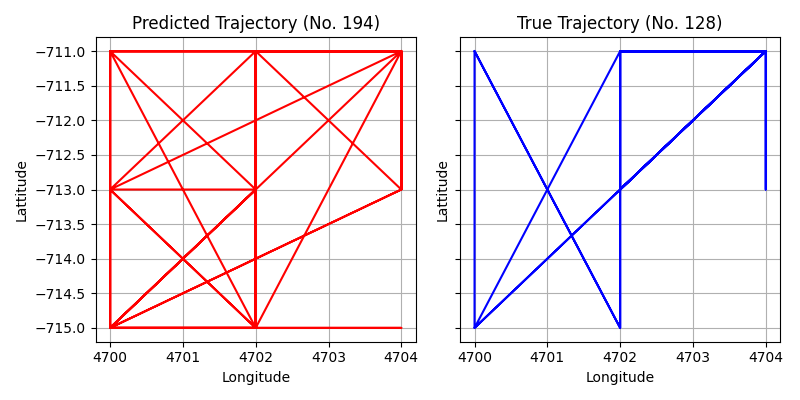 Predicted Trajectory (No. 194)
−711.0
−711.5
−712.0
−712.5
−713.0
−713.5
−714.0
−714.5
−715.0
Lattitude
4700 4701 4702 4703 4704
Longitude
True Trajectory (No. 128)
Lattitude
4700 4701 4702 4703 4704
Longitude